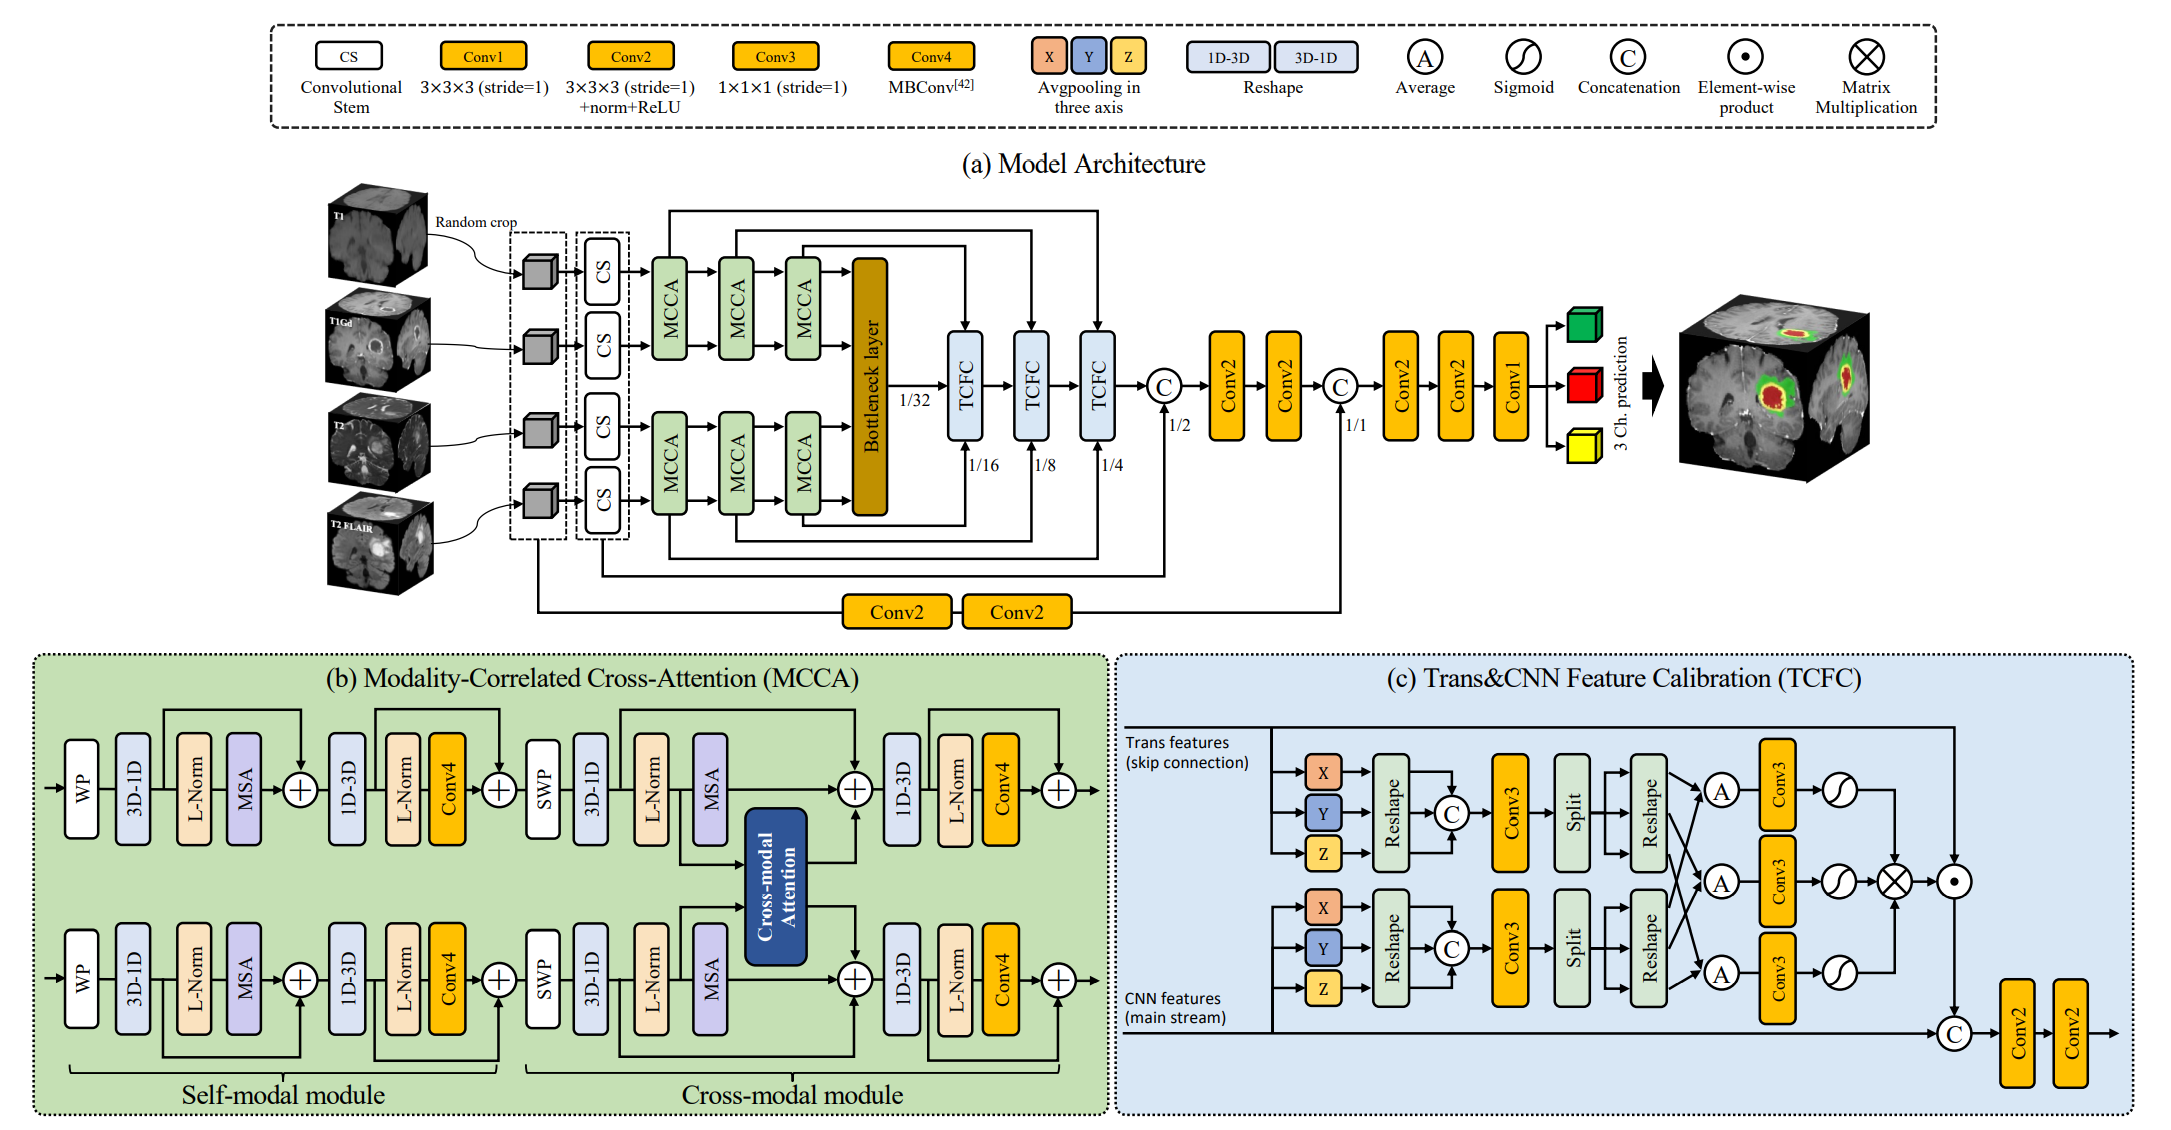 CS
Conv1
Conv2
Conv3
Conv4
X
Y
Z
1D-3D
3D-1D
A
C
Convolutional
Stem
3×3×3 (stride=1)
3×3×3 (stride=1)
+norm+ReLU
1×1×1 (stride=1)
MBConv[42]
Avgpooling in
three axis
Reshape
Average
Sigmoid
Concatenation
Element-wise
product
Matrix
Multiplication
(a) Model Architecture
T1
Random crop
T1Gd
T2
T2 FLAIR
CS
CS
CS
CS
MCCA
MCCA
MCCA
MCCA
MCCA
MCCA
Bottleneck layer
1/32
TCFC
TCFC
TCFC
1/16
1/8
1/4
C
1/2
Conv2
Conv2
C
1/1
Conv2
Conv2
Conv1
3 Ch. prediction
Conv2
Conv2
(b) Modality-Correlated Cross-Attention (MCCA)
WP
3D-1D
L-Norm
MSA
1D-3D
L-Norm
Conv4
SWP
3D-1D
L-Norm
MSA
1D-3D
L-Norm
Conv4
Cross-modal
Attention
WP
3D-1D
L-Norm
MSA
1D-3D
L-Norm
Conv4
SWP
3D-1D
L-Norm
MSA
1D-3D
L-Norm
Conv4
Self-modal module
Cross-modal module
(c) Trans&CNN Feature Calibration (TCFC)
Trans features
(skip connection)
X
Y
Z
Reshape
C
Conv3
Split
Reshape
A
Conv3
A
Conv3
A
Conv3
X
Y
Z
Reshape
C
Conv3
Split
Reshape
CNN features
(main stream)
C
Conv2
Conv2